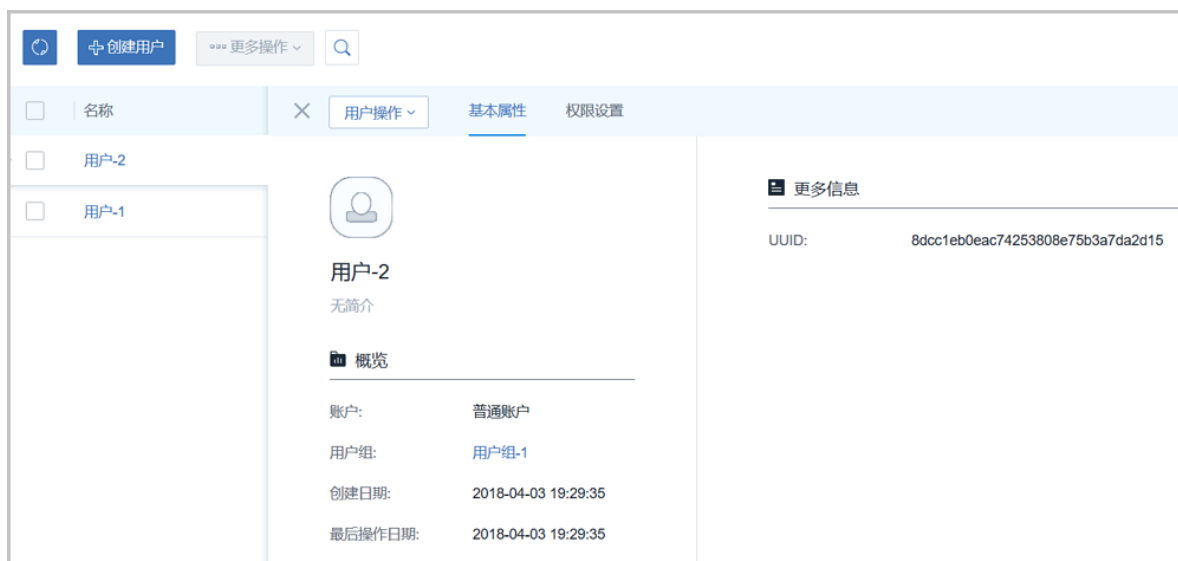 创建用户 更多操作
名称 用户操作 基本属性 权限设置
用户-2
用户-1
更多信息
UUID: 8dcc1eb0eac74253808e75b3a7da2d15
用户-2
无简介
概览
账户: 普通账户
用户组: 用户组-1
创建日期: 2018-04-03 19:29:35
最后操作日期: 2018-04-03 19:29:35